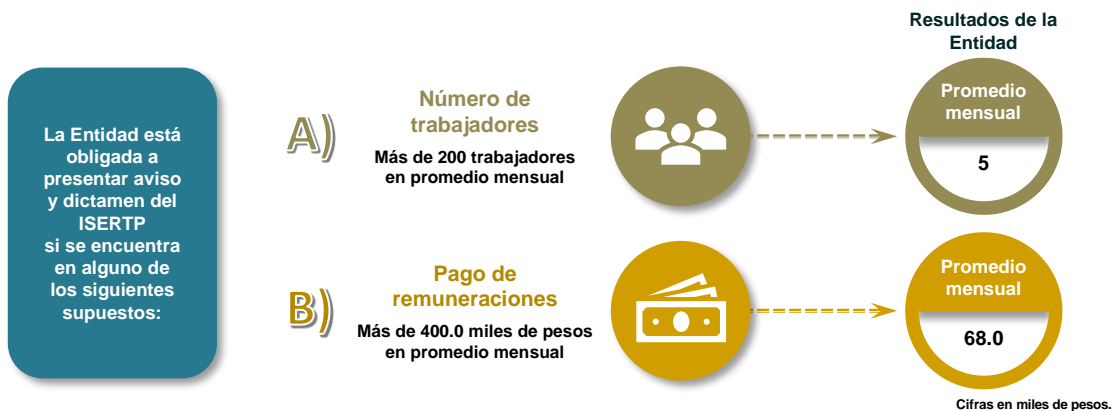 La Entidad está
obligada a
presentar aviso
y dictamen del
ISERTP
si se encuentra
en alguno de
los siguientes
supuestos:
A)
Número de
trabajadores
Más de 200 trabajadores
en promedio mensual
B)
Pago de
remuneraciones
Más de 400.0 miles de pesos
en promedio mensual
Resultados de la
Entidad
Promedio
mensual
5
Promedio
mensual
68.0
Cifras en miles de pesos.